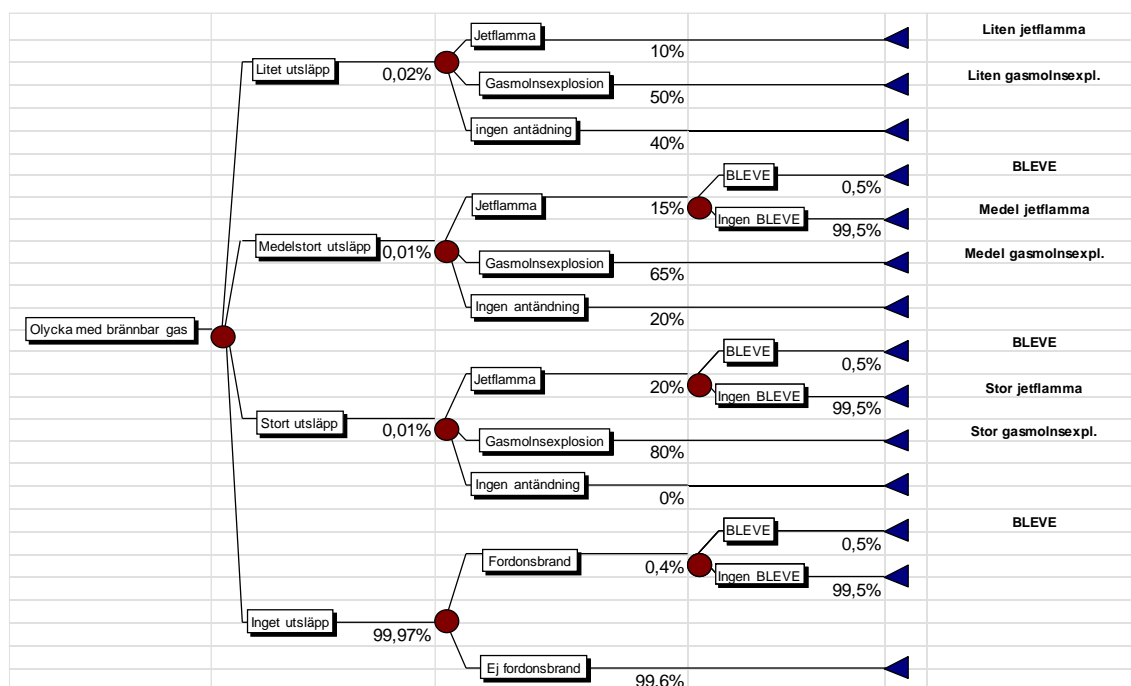 Jetflamma
10%
Liten jetflamma
Litet utsläpp
0,02%
Gasmolnsexplosion
50%
Liten gasmolnsexpl.
ingen antädning
40%
BLEVE
0,5%
BLEVE
Jetflamma
15%
Ingen BLEVE
99,5%
Medel jetflamma
Medelstort utsläpp
0,01%
Gasmolnsexplosion
65%
Medel gasmolnsexpl.
Ingen antändning
20%
Olycka med brännbar gas
BLEVE
0,5%
BLEVE
Jetflamma
20%
Ingen BLEVE
99,5%
Stor jetflamma
Stort utsläpp
0,01%
Gasmolnsexplosion
80%
Stor gasmolnsexpl.
Ingen antändning
0%
BLEVE
0,5%
BLEVE
Fordonsbrand
0,4%
Ingen BLEVE
99,5%
Inget utsläpp
99,97%
Ej fordonsbrand
99,6%